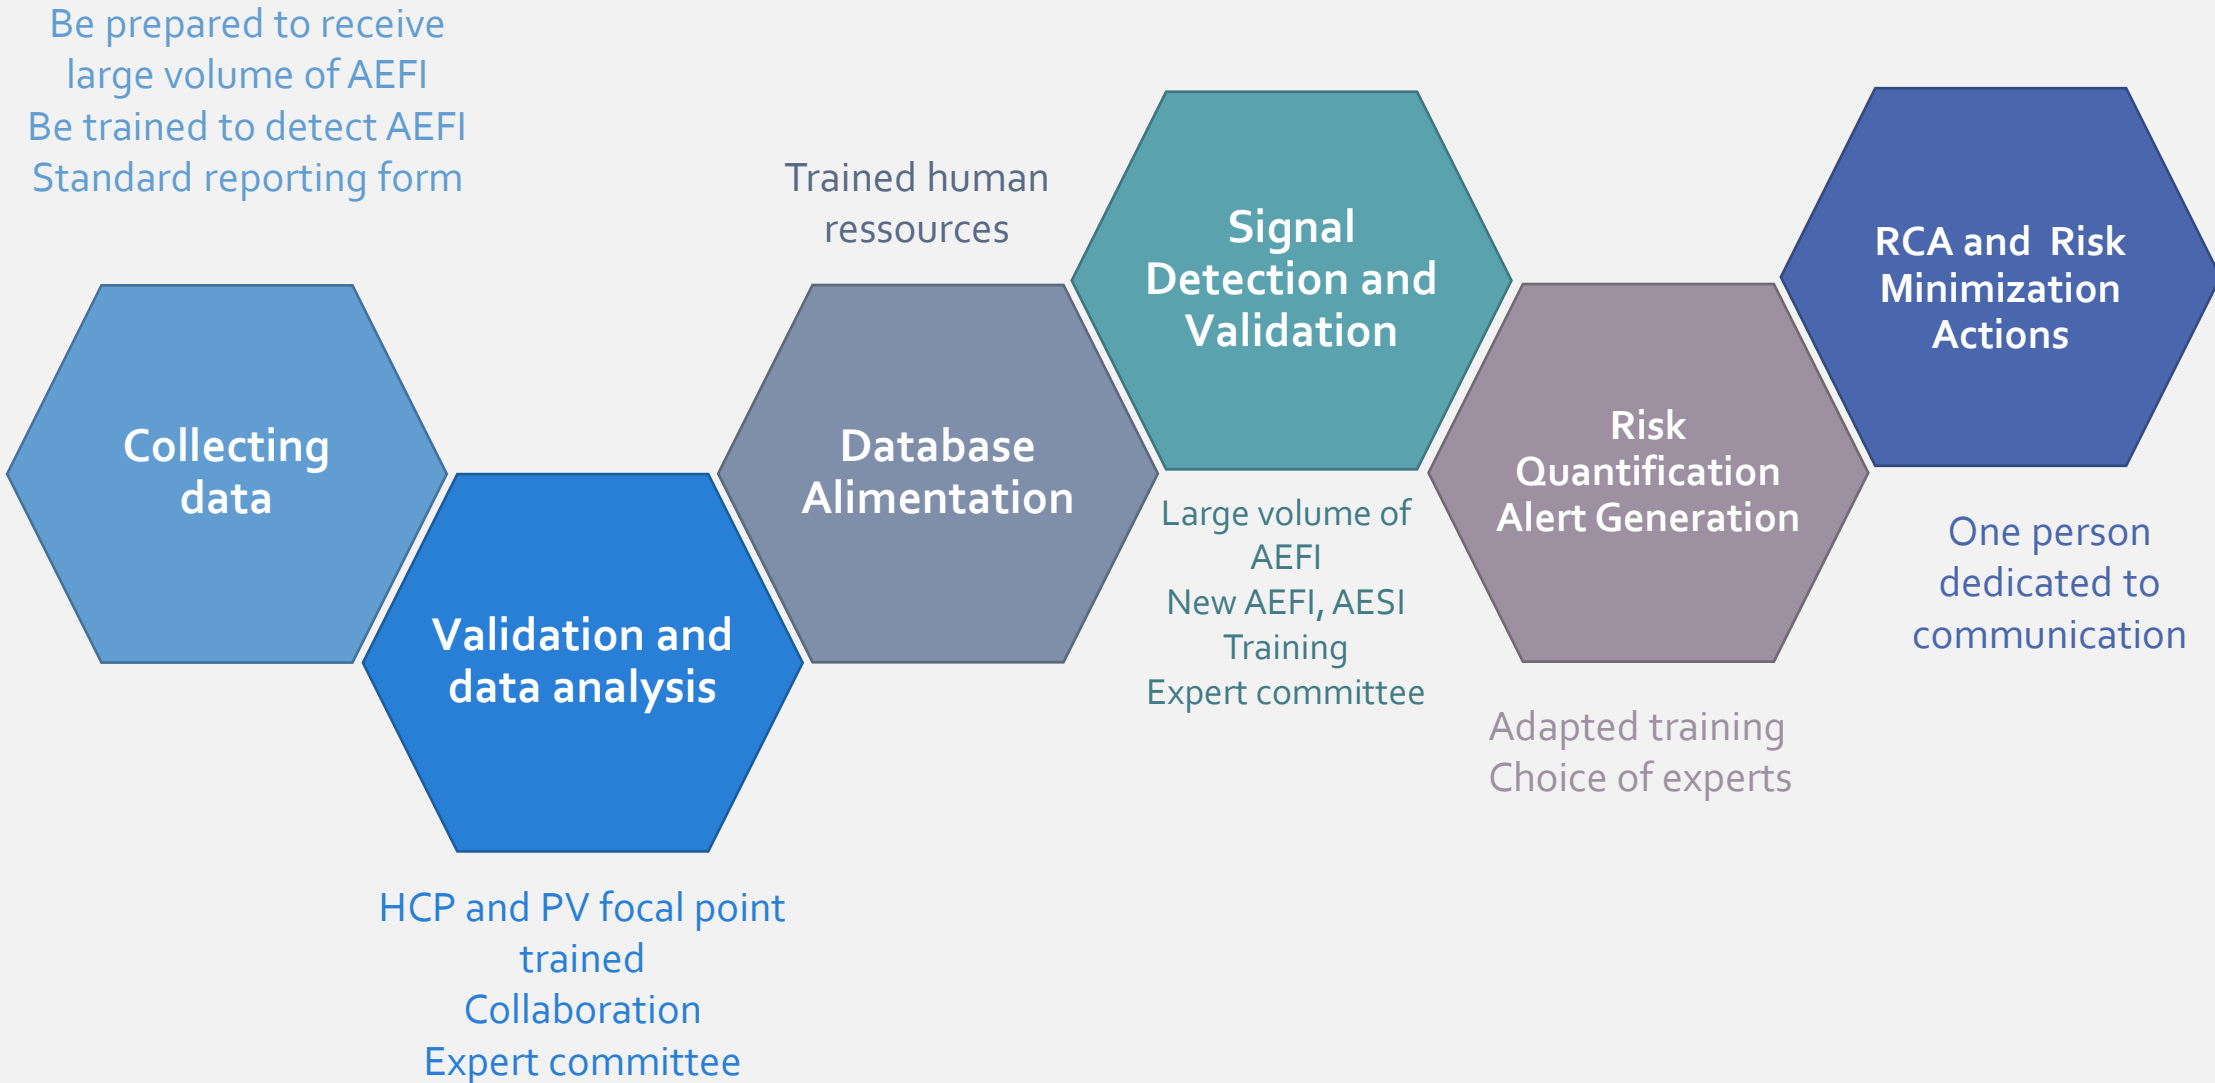 Be prepared to receive
large volume of AEFI
Be trained to detect AEFI
Standard reporting form
Collecting
data
Validation and
data analysis
HCP and PV focal point
trained
Collaboration
Expert committee
Trained human
ressources
Database
Alimentation
Signal
Detection and
Validation
Large volume of
AEFI
New AEFI, AESI
Training
Expert committee
Risk
Quantification
Alert Generation
Adapted training
Choice of experts
RCA and  Risk
Minimization
Actions
One person
dedicated to
communication